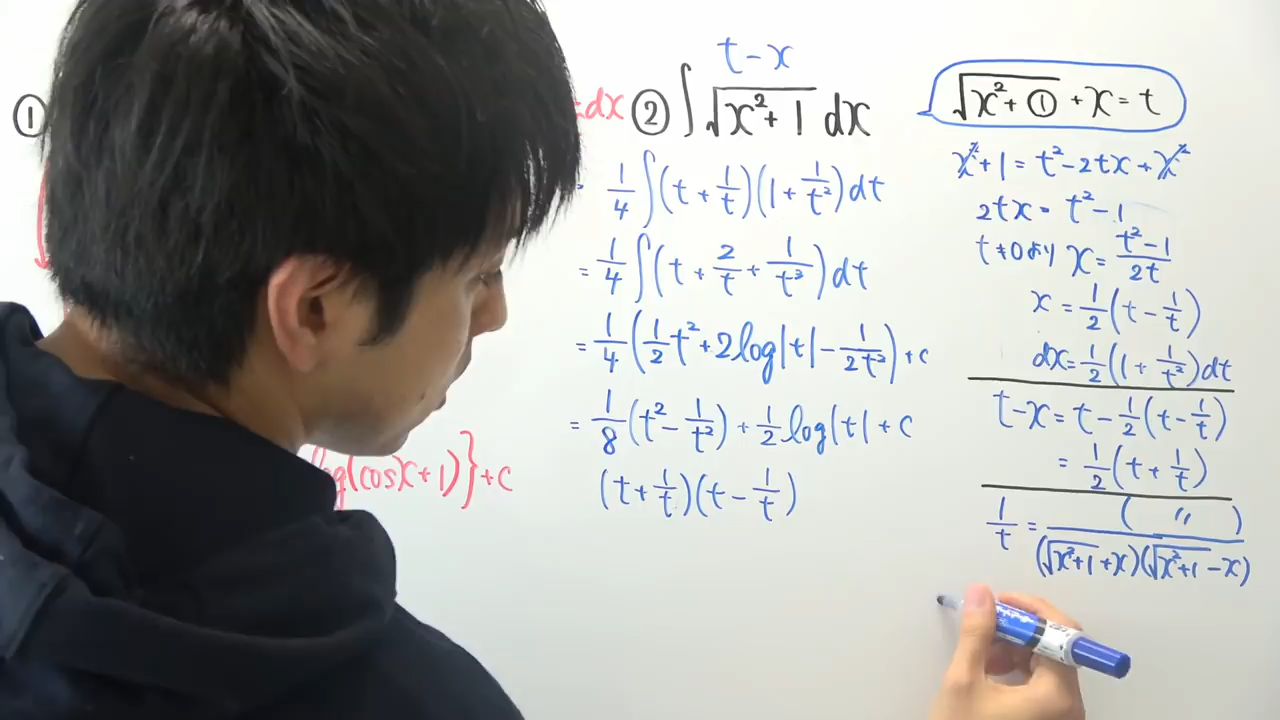 ①
=dx
log(cosx+1)}+c
t-x
② ∫√(x²+1) dx
= 1/4 ∫(t + 1/t)(1 + 1/t²)dt
= 1/4 ∫(t + 2/t + 1/t³)dt
= 1/4 (1/2 t² + 2log|t| - 1/(2t²)) + c
= 1/8 (t² - 1/t²) + 1/2 log|t| + c
(t + 1/t)(t - 1/t)
√(x²+①) + x = t
x²+1 = t²-2tx+x²
2tx = t²-1
t≠0より x = (t²-1)/(2t)
x = 1/2 (t - 1/t)
dx = 1/2 (1 + 1/t²)dt
t-x = t - 1/2 (t - 1/t)
= 1/2 (t + 1/t)
1/t = ( 〃 )/((√(x²+1)+x)(√(x²+1)-x))